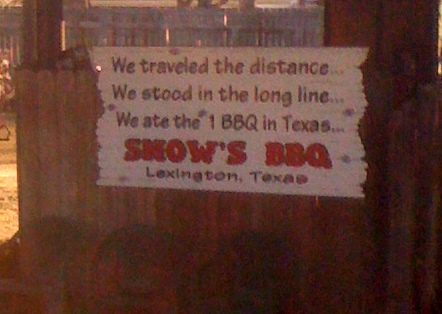 We traveled the distance...
We stood in the long line...
We ate the #1 BBQ in Texas...
SNOW'S BBQ
Lexington, Texas